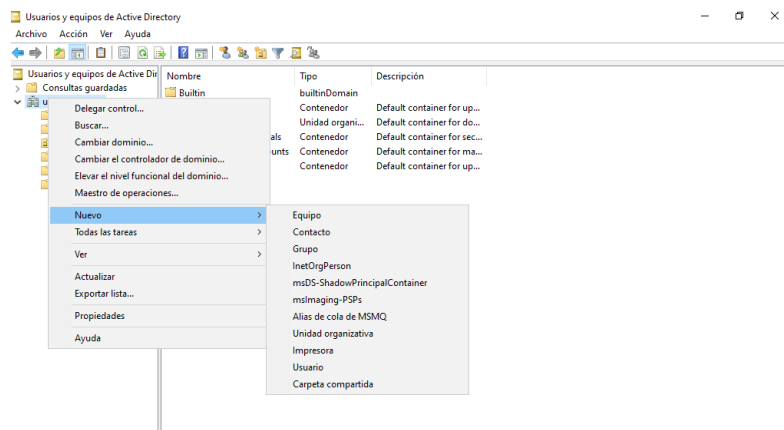 Usuarios y equipos de Active Directory
Archivo Acción Ver Ayuda
Usuarios y equipos de Active Dir
Consultas guardadas
u
Nombre Tipo Descripción
Builtin builtinDomain
Contenedor Default container for up...
Unidad organi... Default container for do...
als Contenedor Default container for sec...
unts Contenedor Default container for ma...
Contenedor Default container for up...
Delegar control...
Buscar...
Cambiar dominio...
Cambiar el controlador de dominio...
Elevar el nivel funcional del dominio...
Maestro de operaciones...
Nuevo
Todas las tareas
Ver
Actualizar
Exportar lista...
Propiedades
Ayuda
Equipo
Contacto
Grupo
InetOrgPerson
msDS-ShadowPrincipalContainer
msImaging-PSPs
Alias de cola de MSMQ
Unidad organizativa
Impresora
Usuario
Carpeta compartida